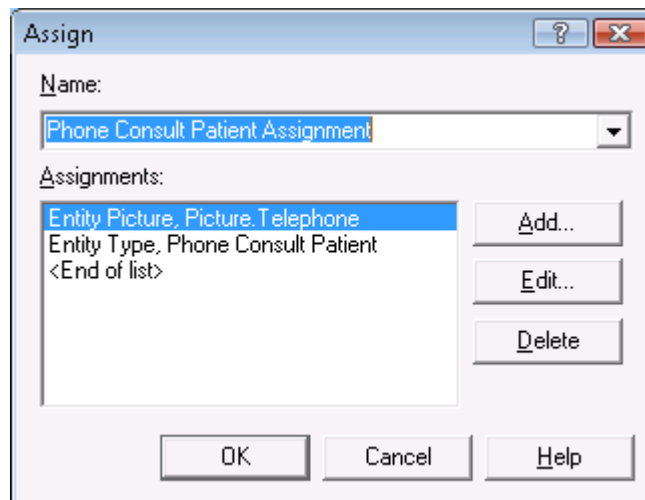 Assign
Name:
Phone Consult Patient Assignment
Assignments:
Entity Picture, Picture.Telephone
Entity Type, Phone Consult Patient
<End of list>
Add...
Edit...
Delete
OK
Cancel
Help